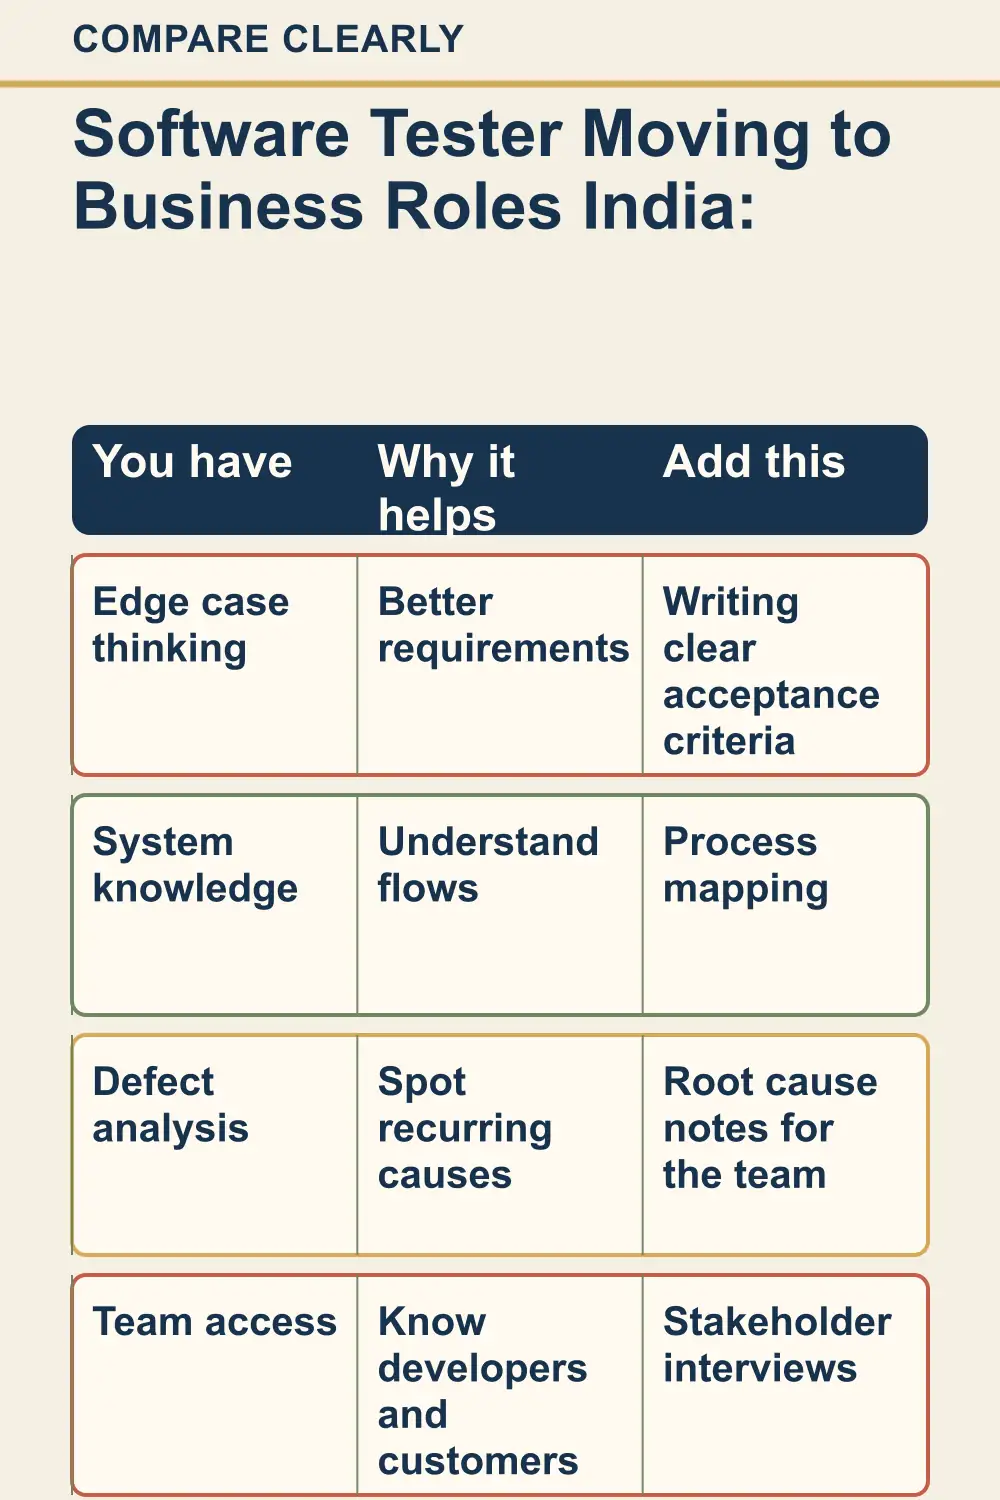 COMPARE CLEARLY
Software Tester Moving to
Business Roles India:
You have
Why it
helps
Add this
Edge case
thinking
Better
requirements
Writing
clear
acceptance
criteria
System
knowledge
Understand
flows
Process
mapping
Defect
analysis
Spot
recurring
causes
Root cause
notes for
the team
Team access
Know
developers
and
customers
Stakeholder
interviews